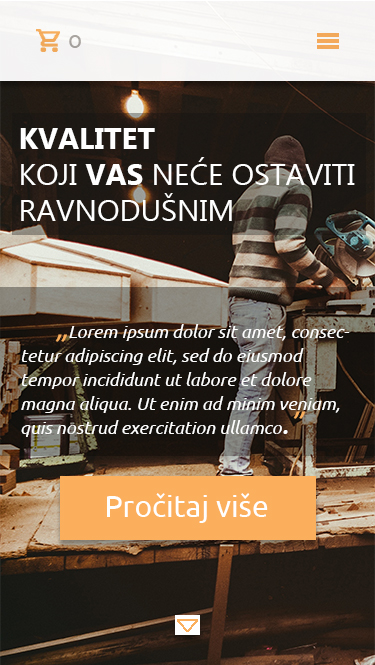 0
KVALITET
KOJI VAS NEĆE OSTAVITI
RAVNODUŠNIM
„Lorem ipsum dolor sit amet, consec-
tetur adipiscing elit, sed do eiusmod
tempor incididunt ut labore et dolore
magna aliqua. Ut enim ad minim veniam,
quis nostrud exercitation ullamco.”
Pročitaj više